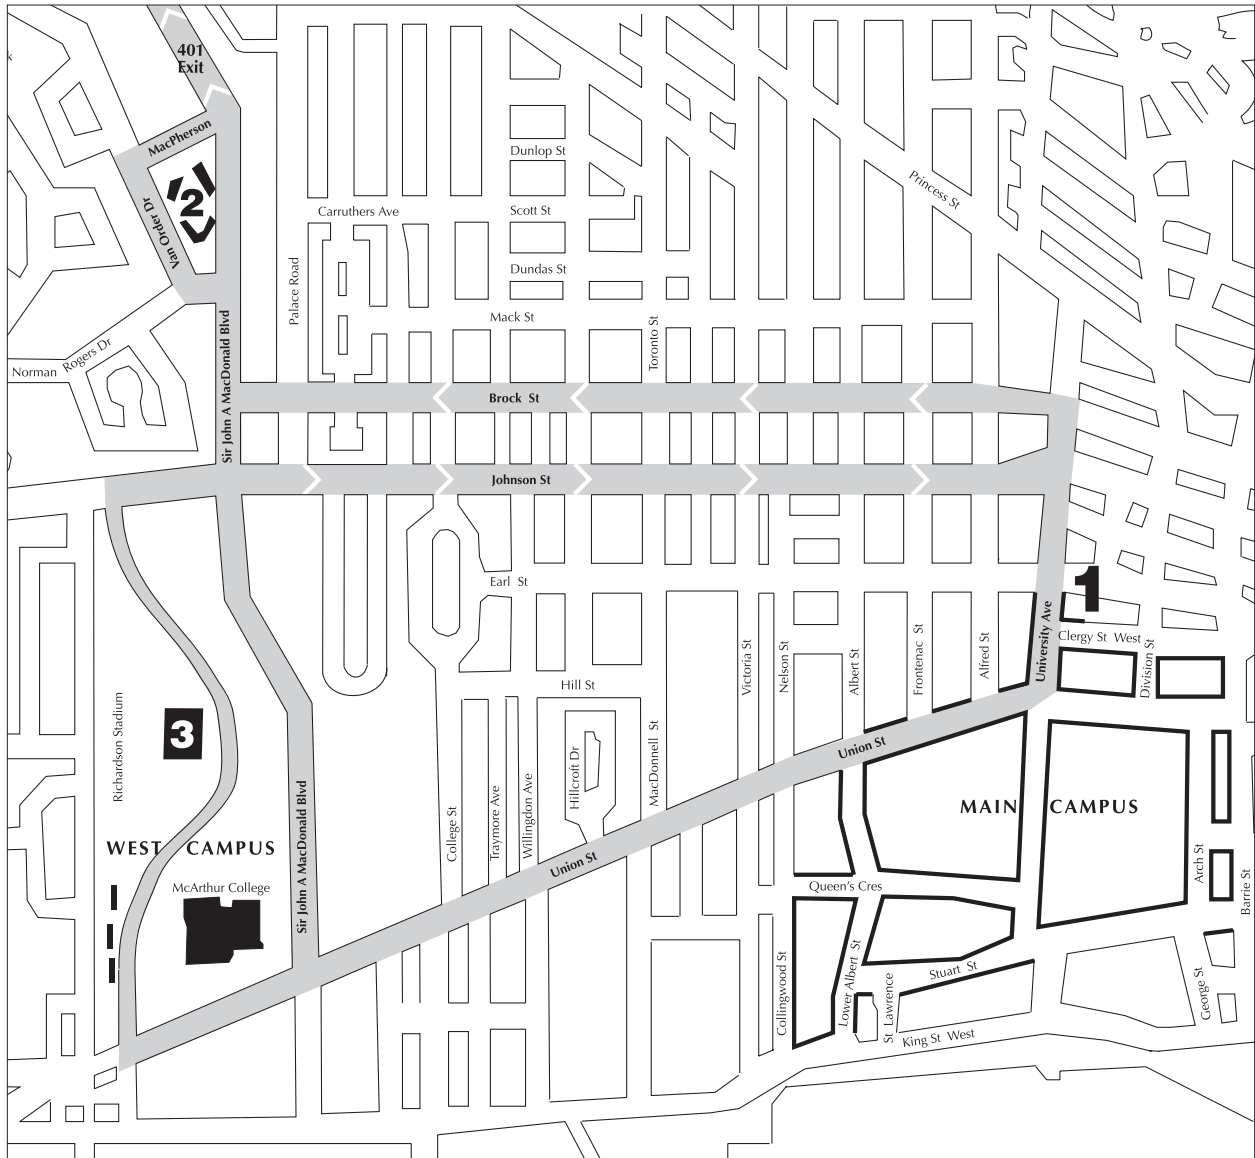 k
401
Exit
MacPherson
2
Van Order Dr
Dunlop St
Princess St
Carruthers Ave
Scott St
Dundas St
Palace Road
Mack St
Toronto St
Norman Rogers Dr
Sir John A MacDonald Blvd
Brock St
Johnson St
Earl St
1
Clergy St West
University Ave
Division St
Victoria St
Nelson St
Albert St
Frontenac St
Alfred St
Hill St
Richardson Stadium
3
Union St
Hillcroft Dr
MacDonnell St
MAIN CAMPUS
Sir John A MacDonald Blvd
College St
Traymore Ave
Willingdon Ave
WEST CAMPUS
Union St
Arch St
Barrie St
McArthur College
Queen's Cres
Collingwood St
Lower Albert St
St Lawrence
Stuart St
George St
King St West